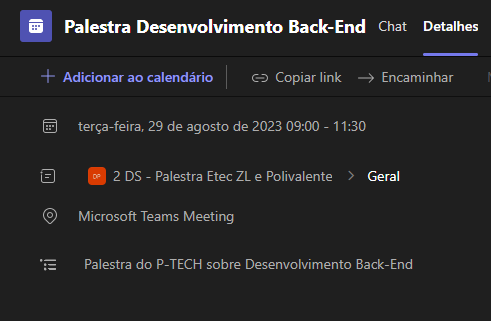 Palestra Desenvolvimento Back-End Chat Detalhes
Adicionar ao calendário Copiar link Encaminhar
terça-feira, 29 de agosto de 2023 09:00 - 11:30
DP 2 DS - Palestra Etec ZL e Polivalente > Geral
Microsoft Teams Meeting
Palestra do P-TECH sobre Desenvolvimento Back-End